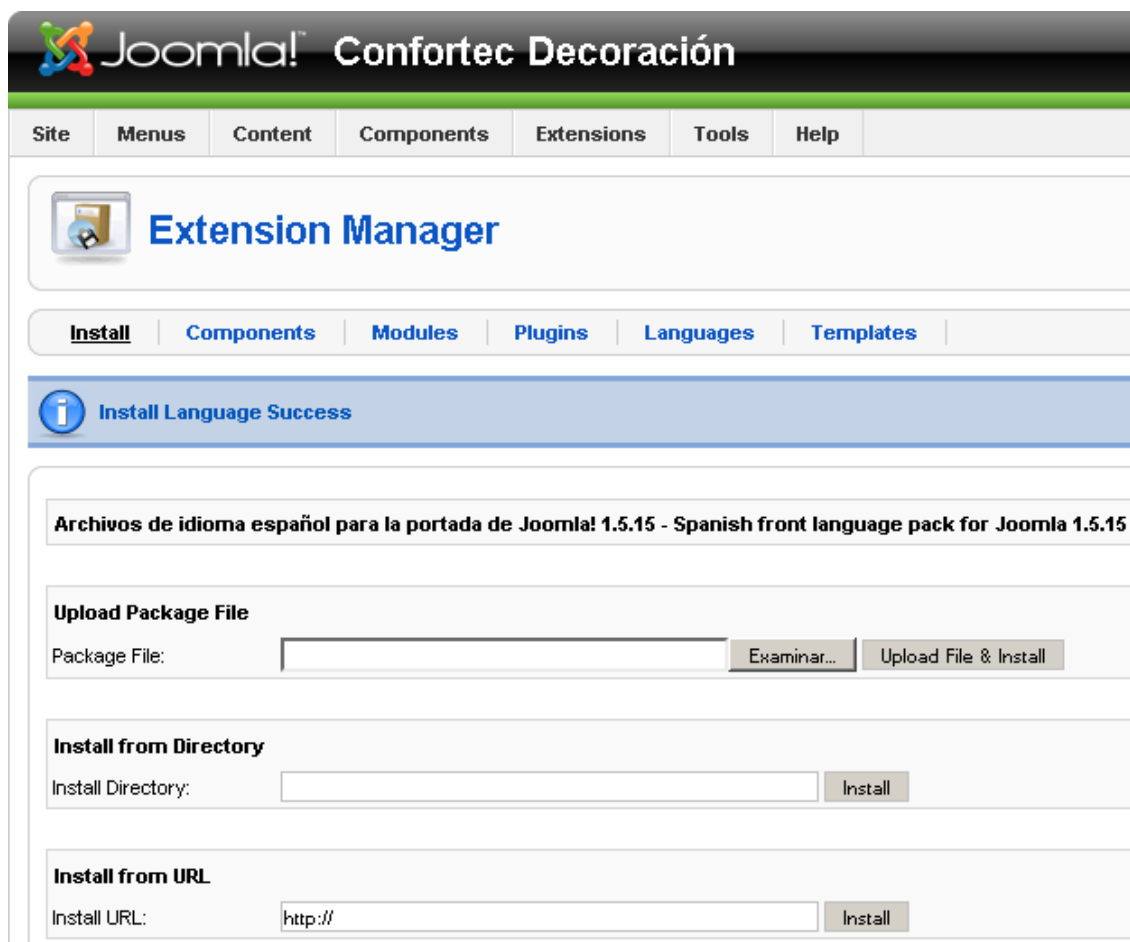 Joomla!™ Confortec Decoración
Site Menus Content Components Extensions Tools Help
Extension Manager
Install Components Modules Plugins Languages Templates
Install Language Success
Archivos de idioma español para la portada de Joomla! 1.5.15 - Spanish front language pack for Joomla 1.5.15
Upload Package File
Package File: Examinar... Upload File & Install
Install from Directory
Install Directory: Install
Install from URL
Install URL: http:// Install